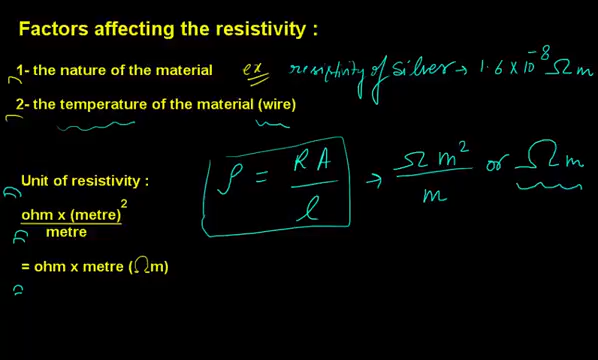 Factors affecting the resistivity :
1- the nature of the material ex resistivity of silver → 1.6 × 10⁻⁸ Ω m
2- the temperature of the material (wire)
ρ = RA / l → Ω m² / m or Ω m
Unit of resistivity :
ohm x (metre)²
metre
= ohm x metre (Ωm)